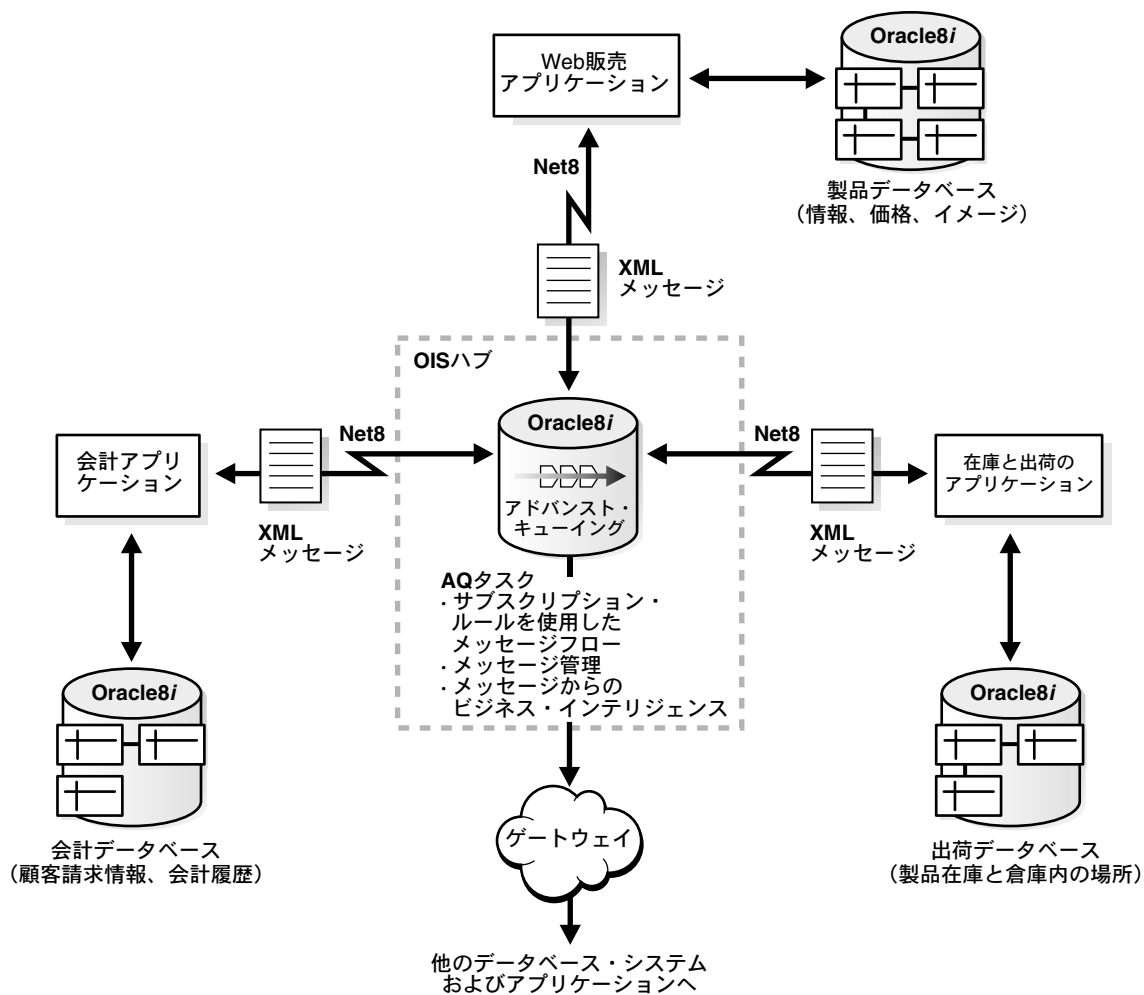 Oracle8i
Web販売
アプリケーション
Net8
製品データベース
(情報、価格、イメージ)
XML
メッセージ
OISハブ
Oracle8i
アドバンスト・
キューイング
Net8
会計アプリ
ケーション
XML
メッセージ
Net8
在庫と出荷の
アプリケーション
XML
メッセージ
AQタスク
・サブスクリプション・
ルールを使用した
メッセージフロー
・メッセージ管理
・メッセージからの
ビジネス・インテリジェンス
Oracle8i
会計データベース
(顧客請求情報、会計履歴)
Oracle8i
出荷データベース
(製品在庫と倉庫内の場所)
ゲートウェイ
他のデータベース・システム
およびアプリケーションへ